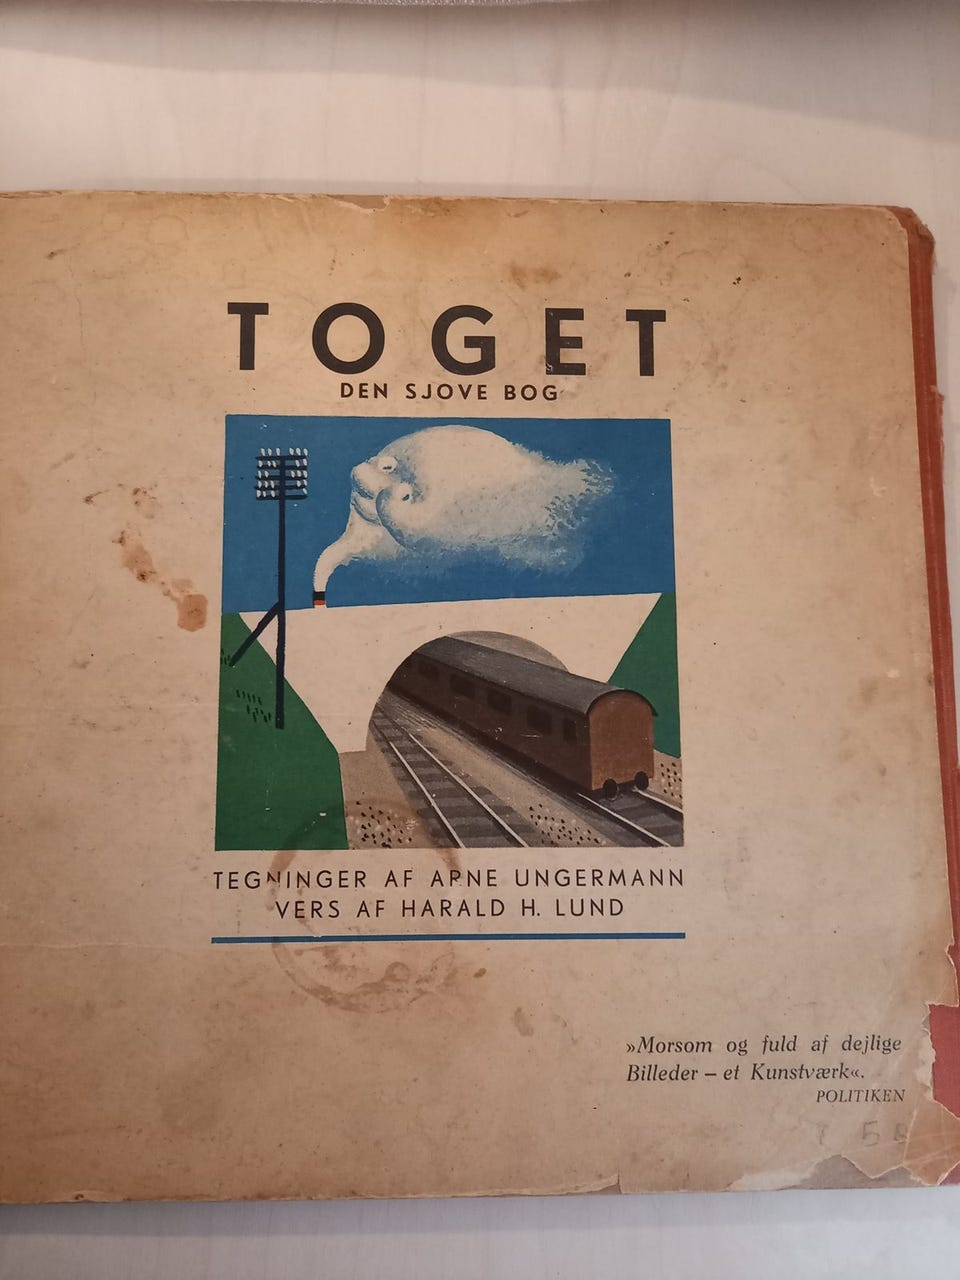 TOGET
DEN SJOVE BOG
TEGNINGER AF ARNE UNGERMANN
VERS AF HARALD H. LUND
»Morsom og fuld af dejlige
Billeder – et Kunstværk«.
POLITIKEN